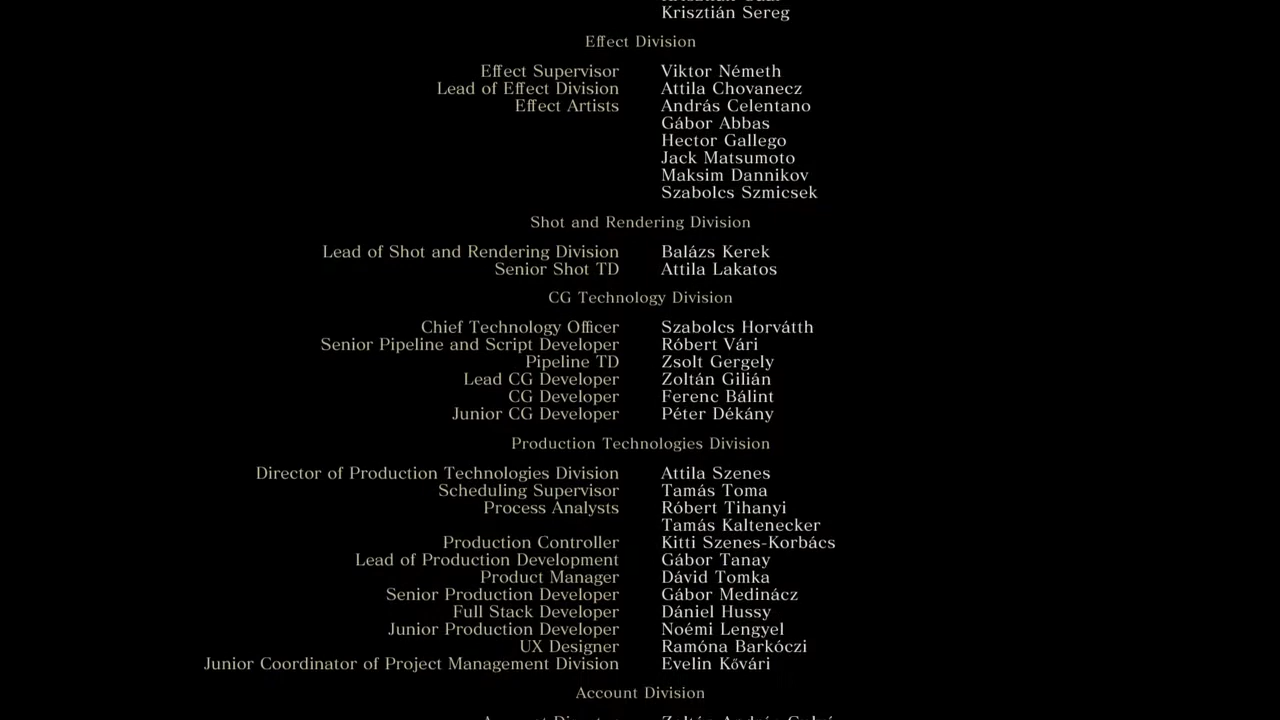 Krisztián Sereg
Effect Division
Effect Supervisor Viktor Németh
Lead of Effect Division Attila Chovanecz
Effect Artists András Celentano
Gábor Abbas
Hector Gallego
Jack Matsumoto
Maksim Dannikov
Szabolcs Szmicsek
Shot and Rendering Division
Lead of Shot and Rendering Division Balázs Kerek
Senior Shot TD Attila Lakatos
CG Technology Division
Chief Technology Officer Szabolcs Horvátth
Senior Pipeline and Script Developer Róbert Vári
Pipeline TD Zsolt Gergely
Lead CG Developer Zoltán Gilián
CG Developer Ferenc Bálint
Junior CG Developer Péter Dékány
Production Technologies Division
Director of Production Technologies Division Attila Szenes
Scheduling Supervisor Tamás Toma
Process Analysts Róbert Tihanyi
Tamás Kaltenecker
Production Controller Kitti Szenes-Korbács
Lead of Production Development Gábor Tanay
Product Manager Dávid Tomka
Senior Production Developer Gábor Medinácz
Full Stack Developer Dániel Hussy
Junior Production Developer Noémi Lengyel
UX Designer Ramóna Barkóczi
Junior Coordinator of Project Management Division Evelin Kővári
Account Division